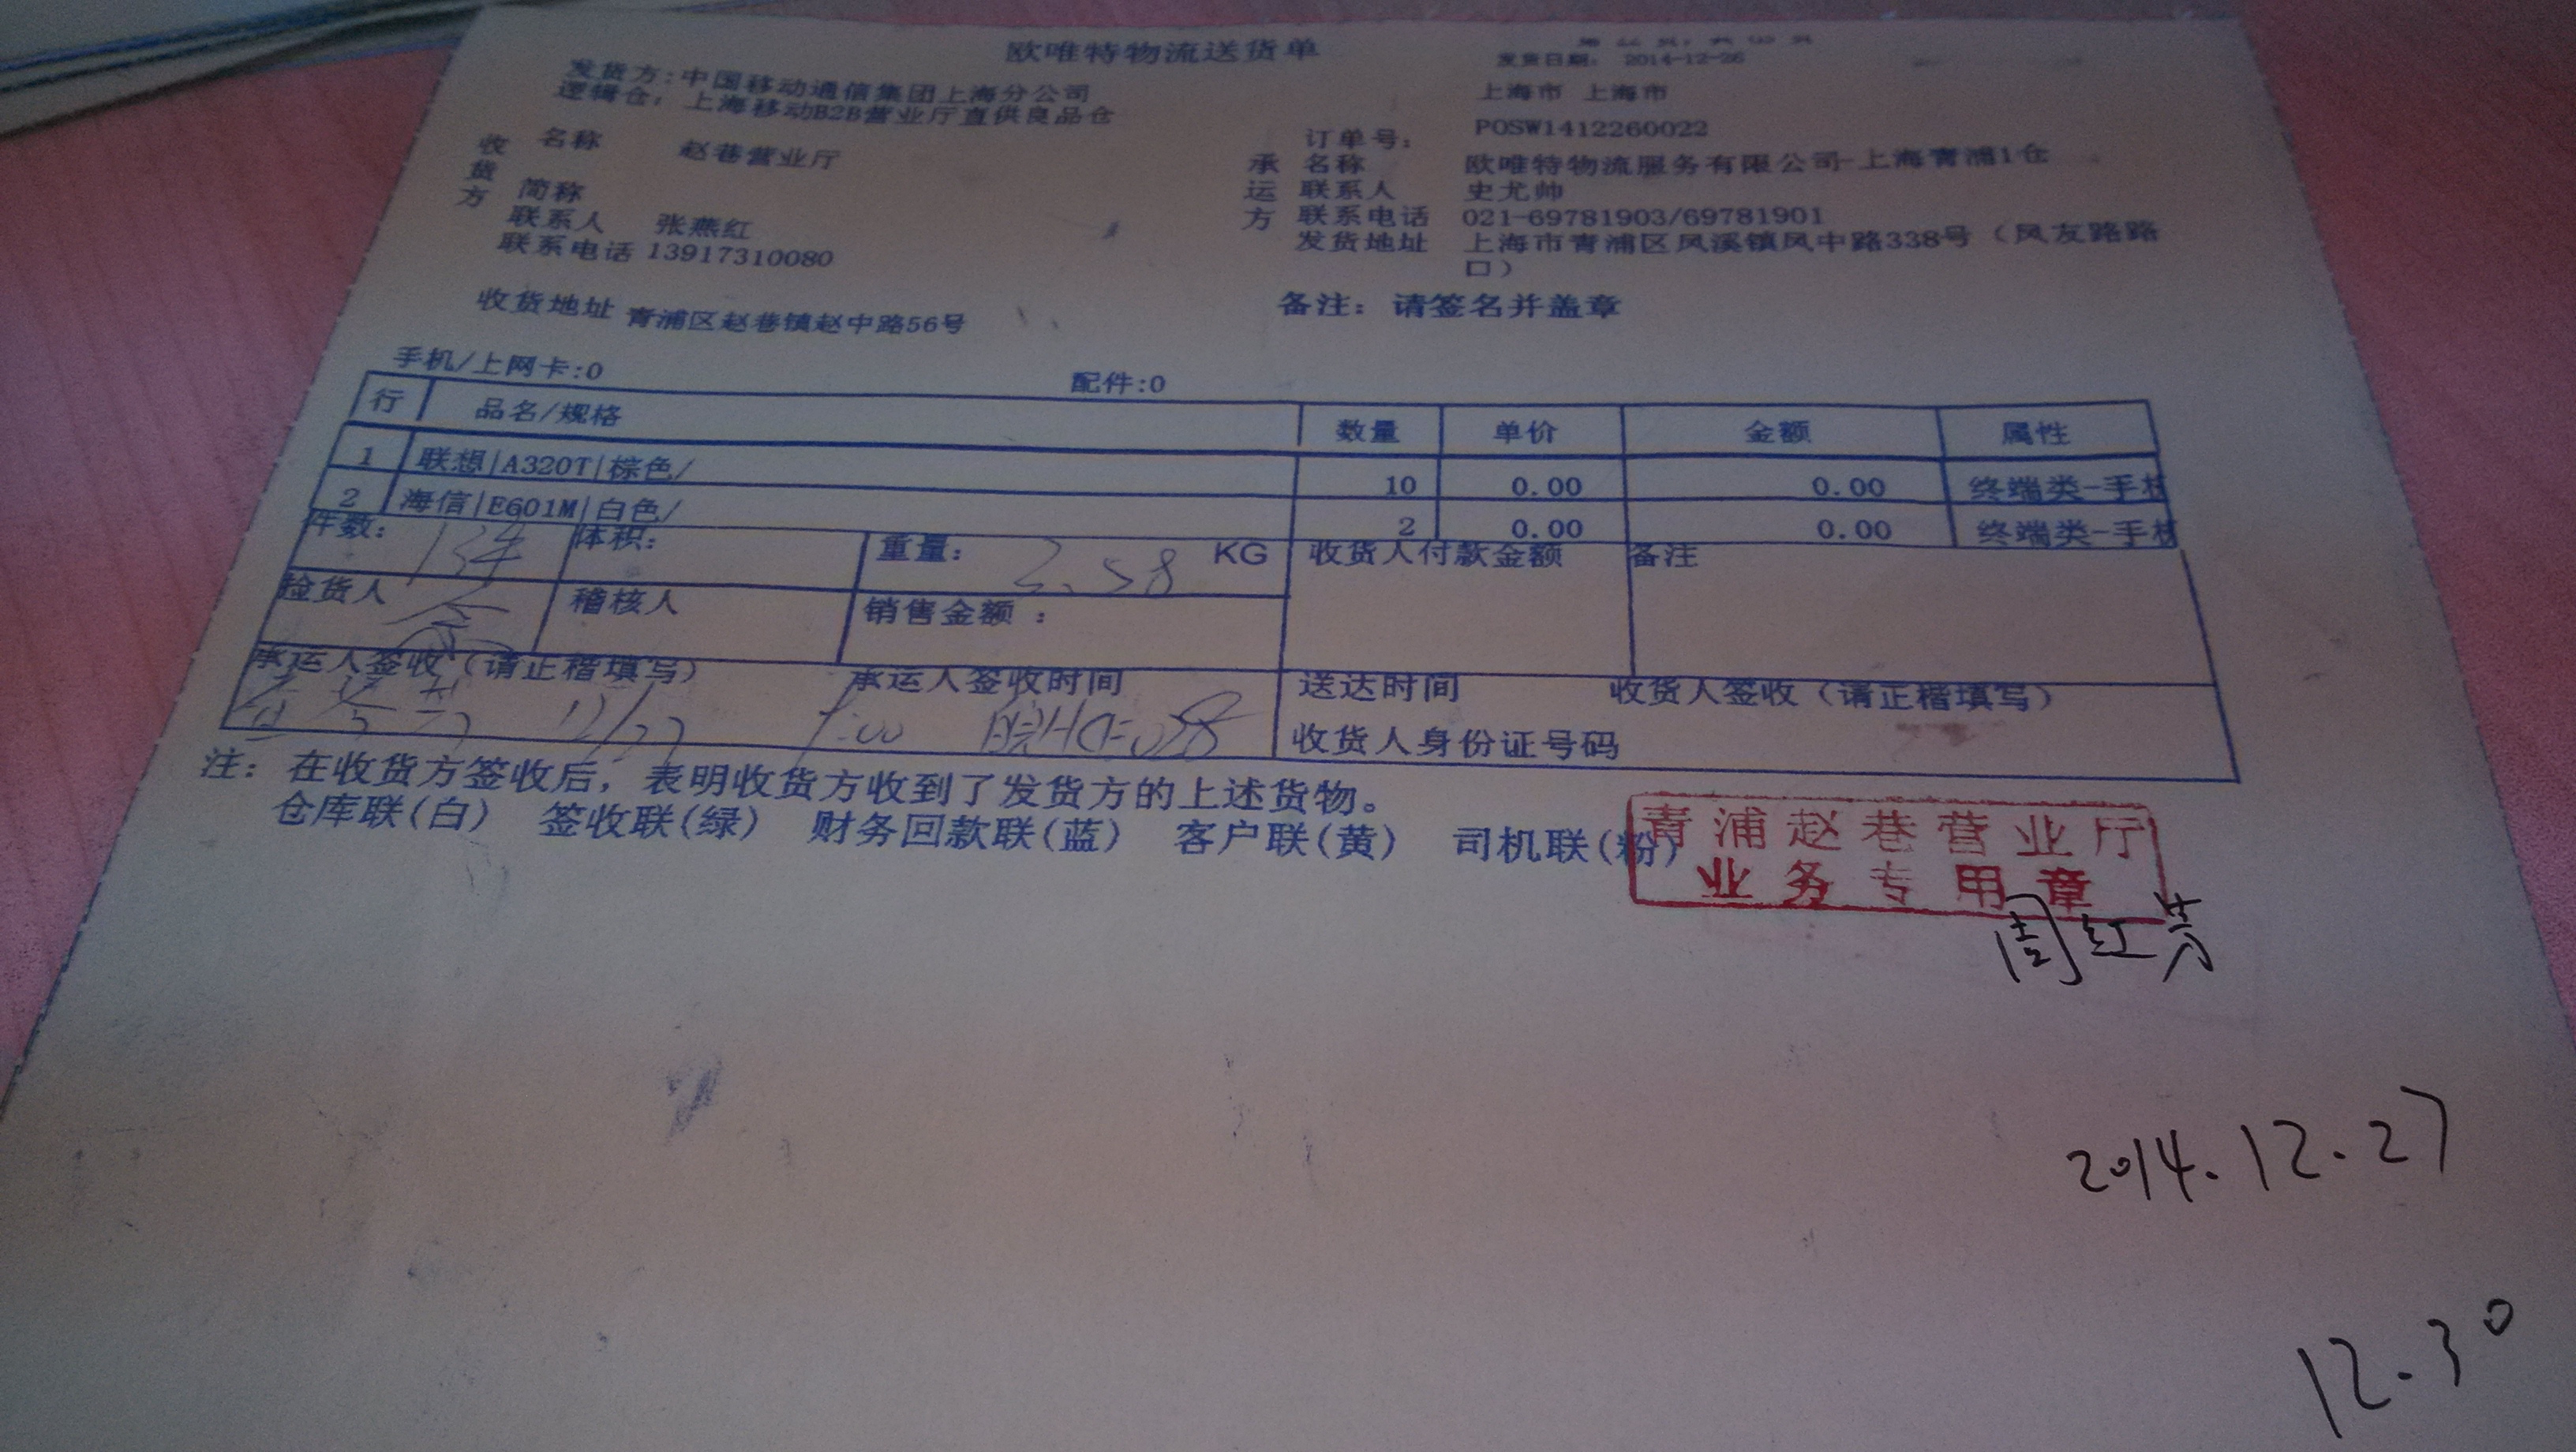 欧唯特物流送货单
发货日期: 2014-12-26
发货方:中国移动通信集团上海分公司
上海市 上海市
逻辑仓: 上海移动B2B营业厅直供良品仓
订单号: POSW1412260022
收货方 名称 赵巷营业厅
简称
联系人 张燕红
联系电话 13917310080
收货地址 青浦区赵巷镇赵中路56号
承运方 名称 欧唯特物流服务有限公司-上海青浦1仓
联系人 史尤帅
联系电话 021-69781903/69781901
发货地址 上海市青浦区凤溪镇凤中路338号（凤友路路
口）
备注: 请签名并盖章
手机/上网卡:0 配件:0
行 品名/规格 数量 单价 金额 属性
1 联想|A320T|棕色/ 10 0.00 0.00 终端类-手
2 海信|E601M|白色/ 2 0.00 0.00 终端类-手
件数: 体积: 重量: 2.58 KG 收货人付款金额 备注
捡货人 稽核人 销售金额 :
承运人签收（请正楷填写） 承运人签收时间 送达时间 收货人签收（请正楷填写）
12/27
收货人身份证号码
注: 在收货方签收后, 表明收货方收到了发货方的上述货物。
仓库联(白) 签收联(绿) 财务回款联(蓝) 客户联(黄) 司机联(粉)
青浦赵巷营业厅
业务专用章
周红芳
2014.12.27
12.30